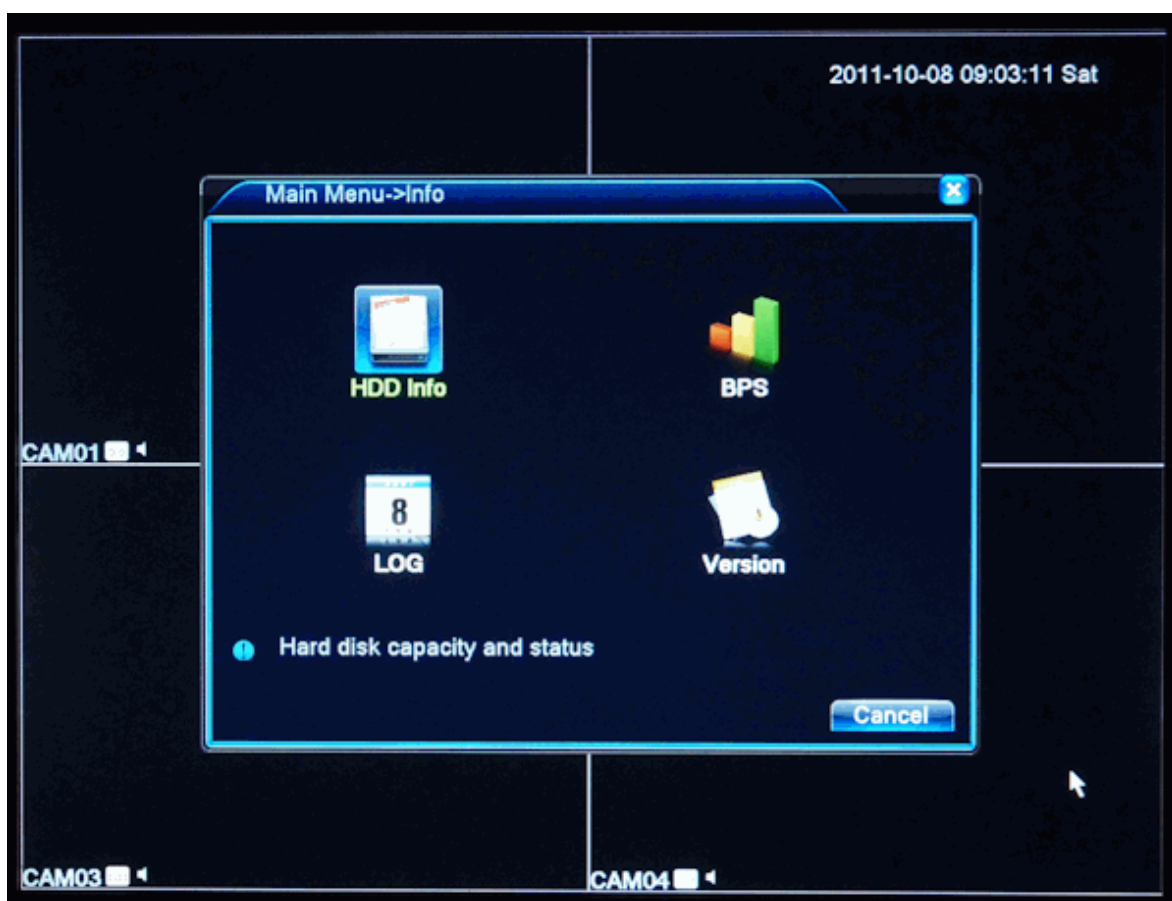 2011-10-08 09:03:11 Sat
Main Menu->Info
HDD Info
BPS
CAM01
8
LOG
Version
Hard disk capacity and status
Cancel
CAM03
CAM04